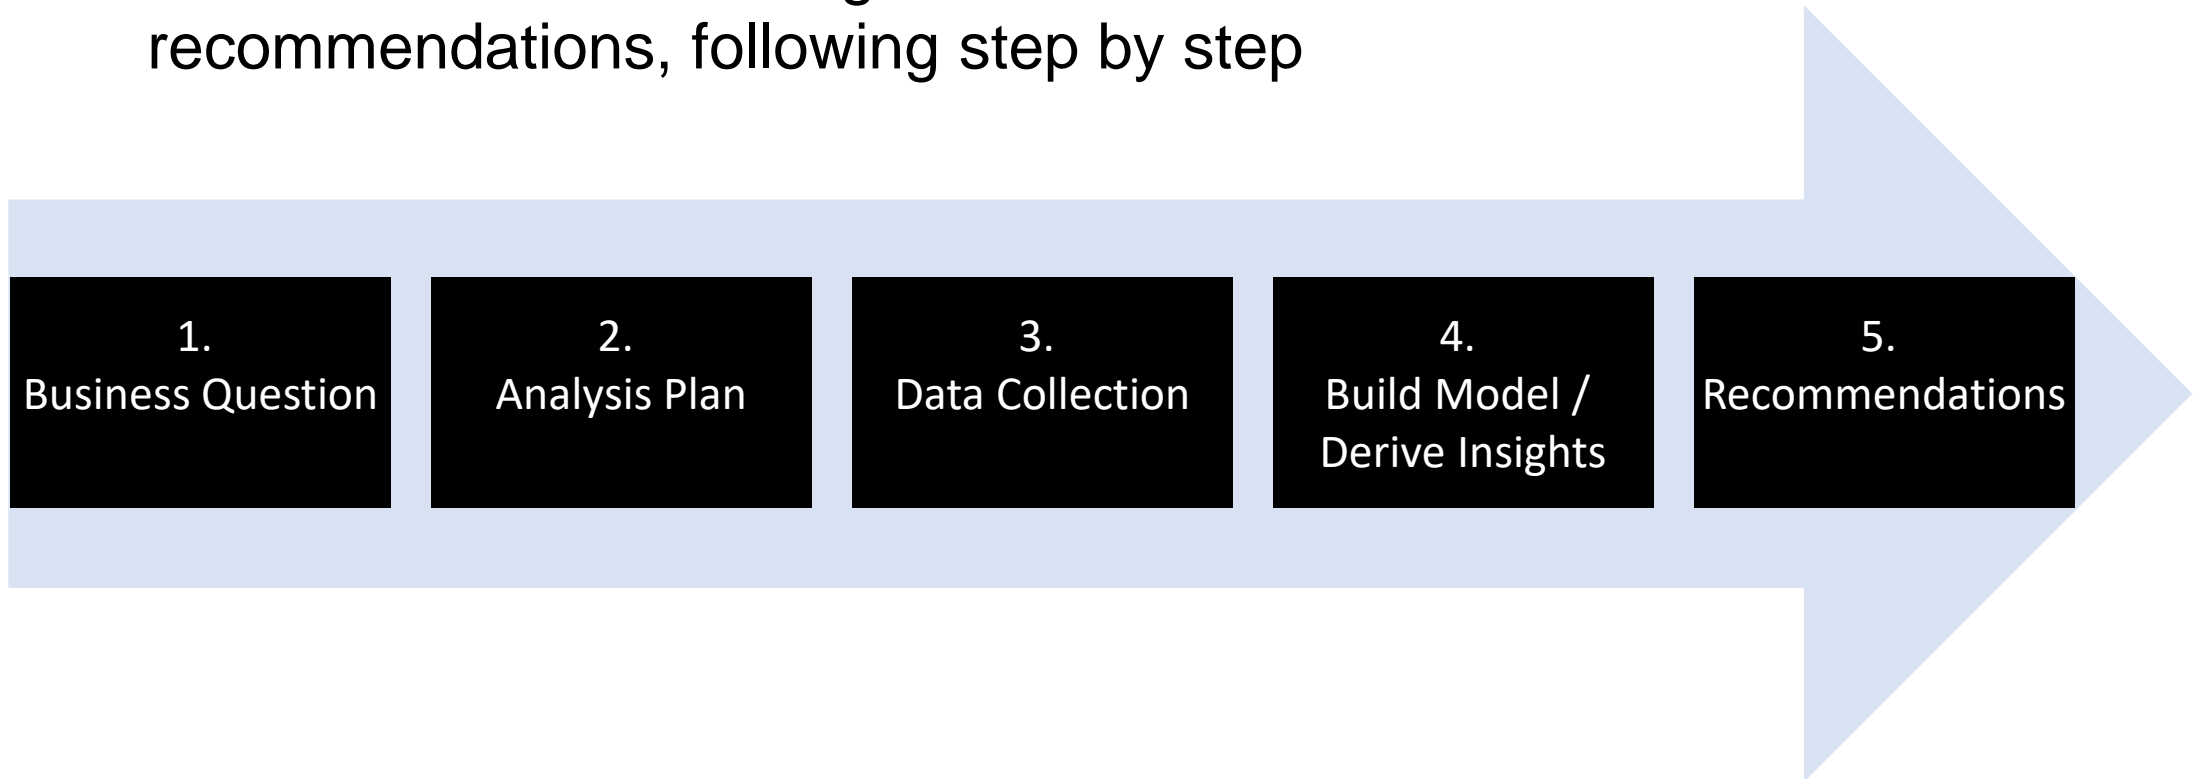 recommendations, following step by step
1.
Business Question
2.
Analysis Plan
3.
Data Collection
4.
Build Model /
Derive Insights
5.
Recommendations